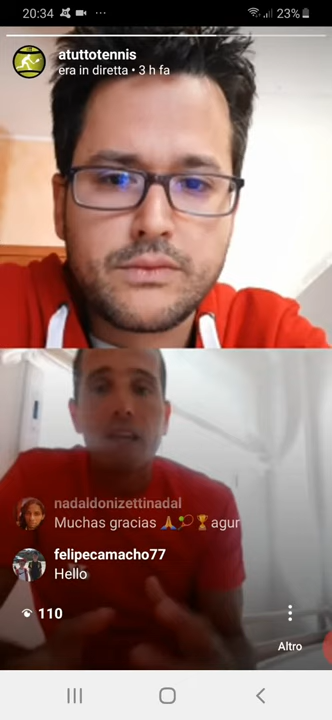 20:34
23%
atuttotennis
era in diretta • 3 h fa
nadaldonizettinadal
Muchas gracias 🙏🎾🏆agur
felipecamacho77
Hello
110
Altro